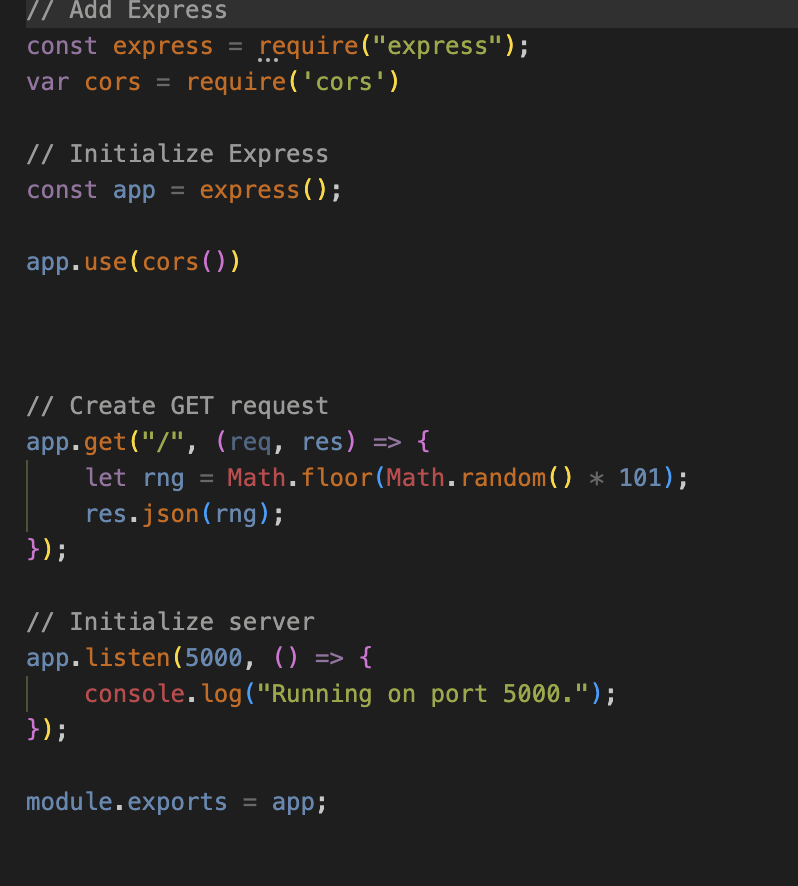 // Add Express
const express = require("express");
var cors = require('cors')
// Initialize Express
const app = express();
app.use(cors())
// Create GET request
app.get("/", (req, res) => {
let rng = Math.floor(Math.random() * 101);
res.json(rng);
});
// Initialize server
app.listen(5000, () => {
console.log("Running on port 5000.");
});
module.exports = app;